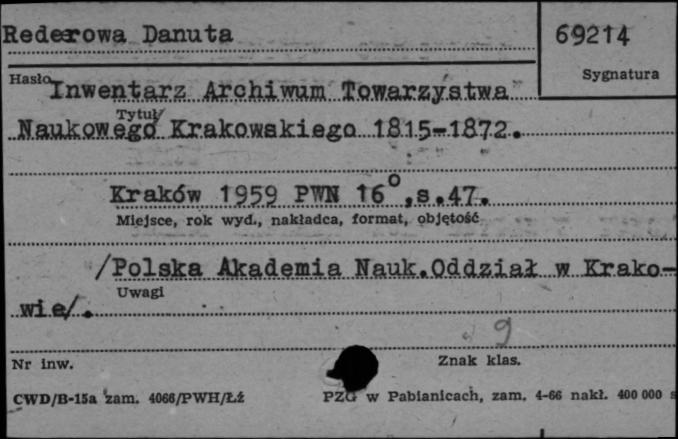 Rederowa Danuta
69214
Hasło
Sygnatura
Inwentarz Archiwum Towarzystwa
Tytuł
Naukowego Krakowskiego 1815-1872.
Kraków 1959 PWN 16°, s.47.
Miejsce, rok wyd., nakładca, format, objętość
/Polska Akademia Nauk.Oddział w Krako-
Uwagi
wie/.
9
Nr inw.
Znak klas.
CWD/B-15a zam. 4066/PWH/Łź
PZG w Pabianicach, zam. 4-66 nakł. 400 000 s